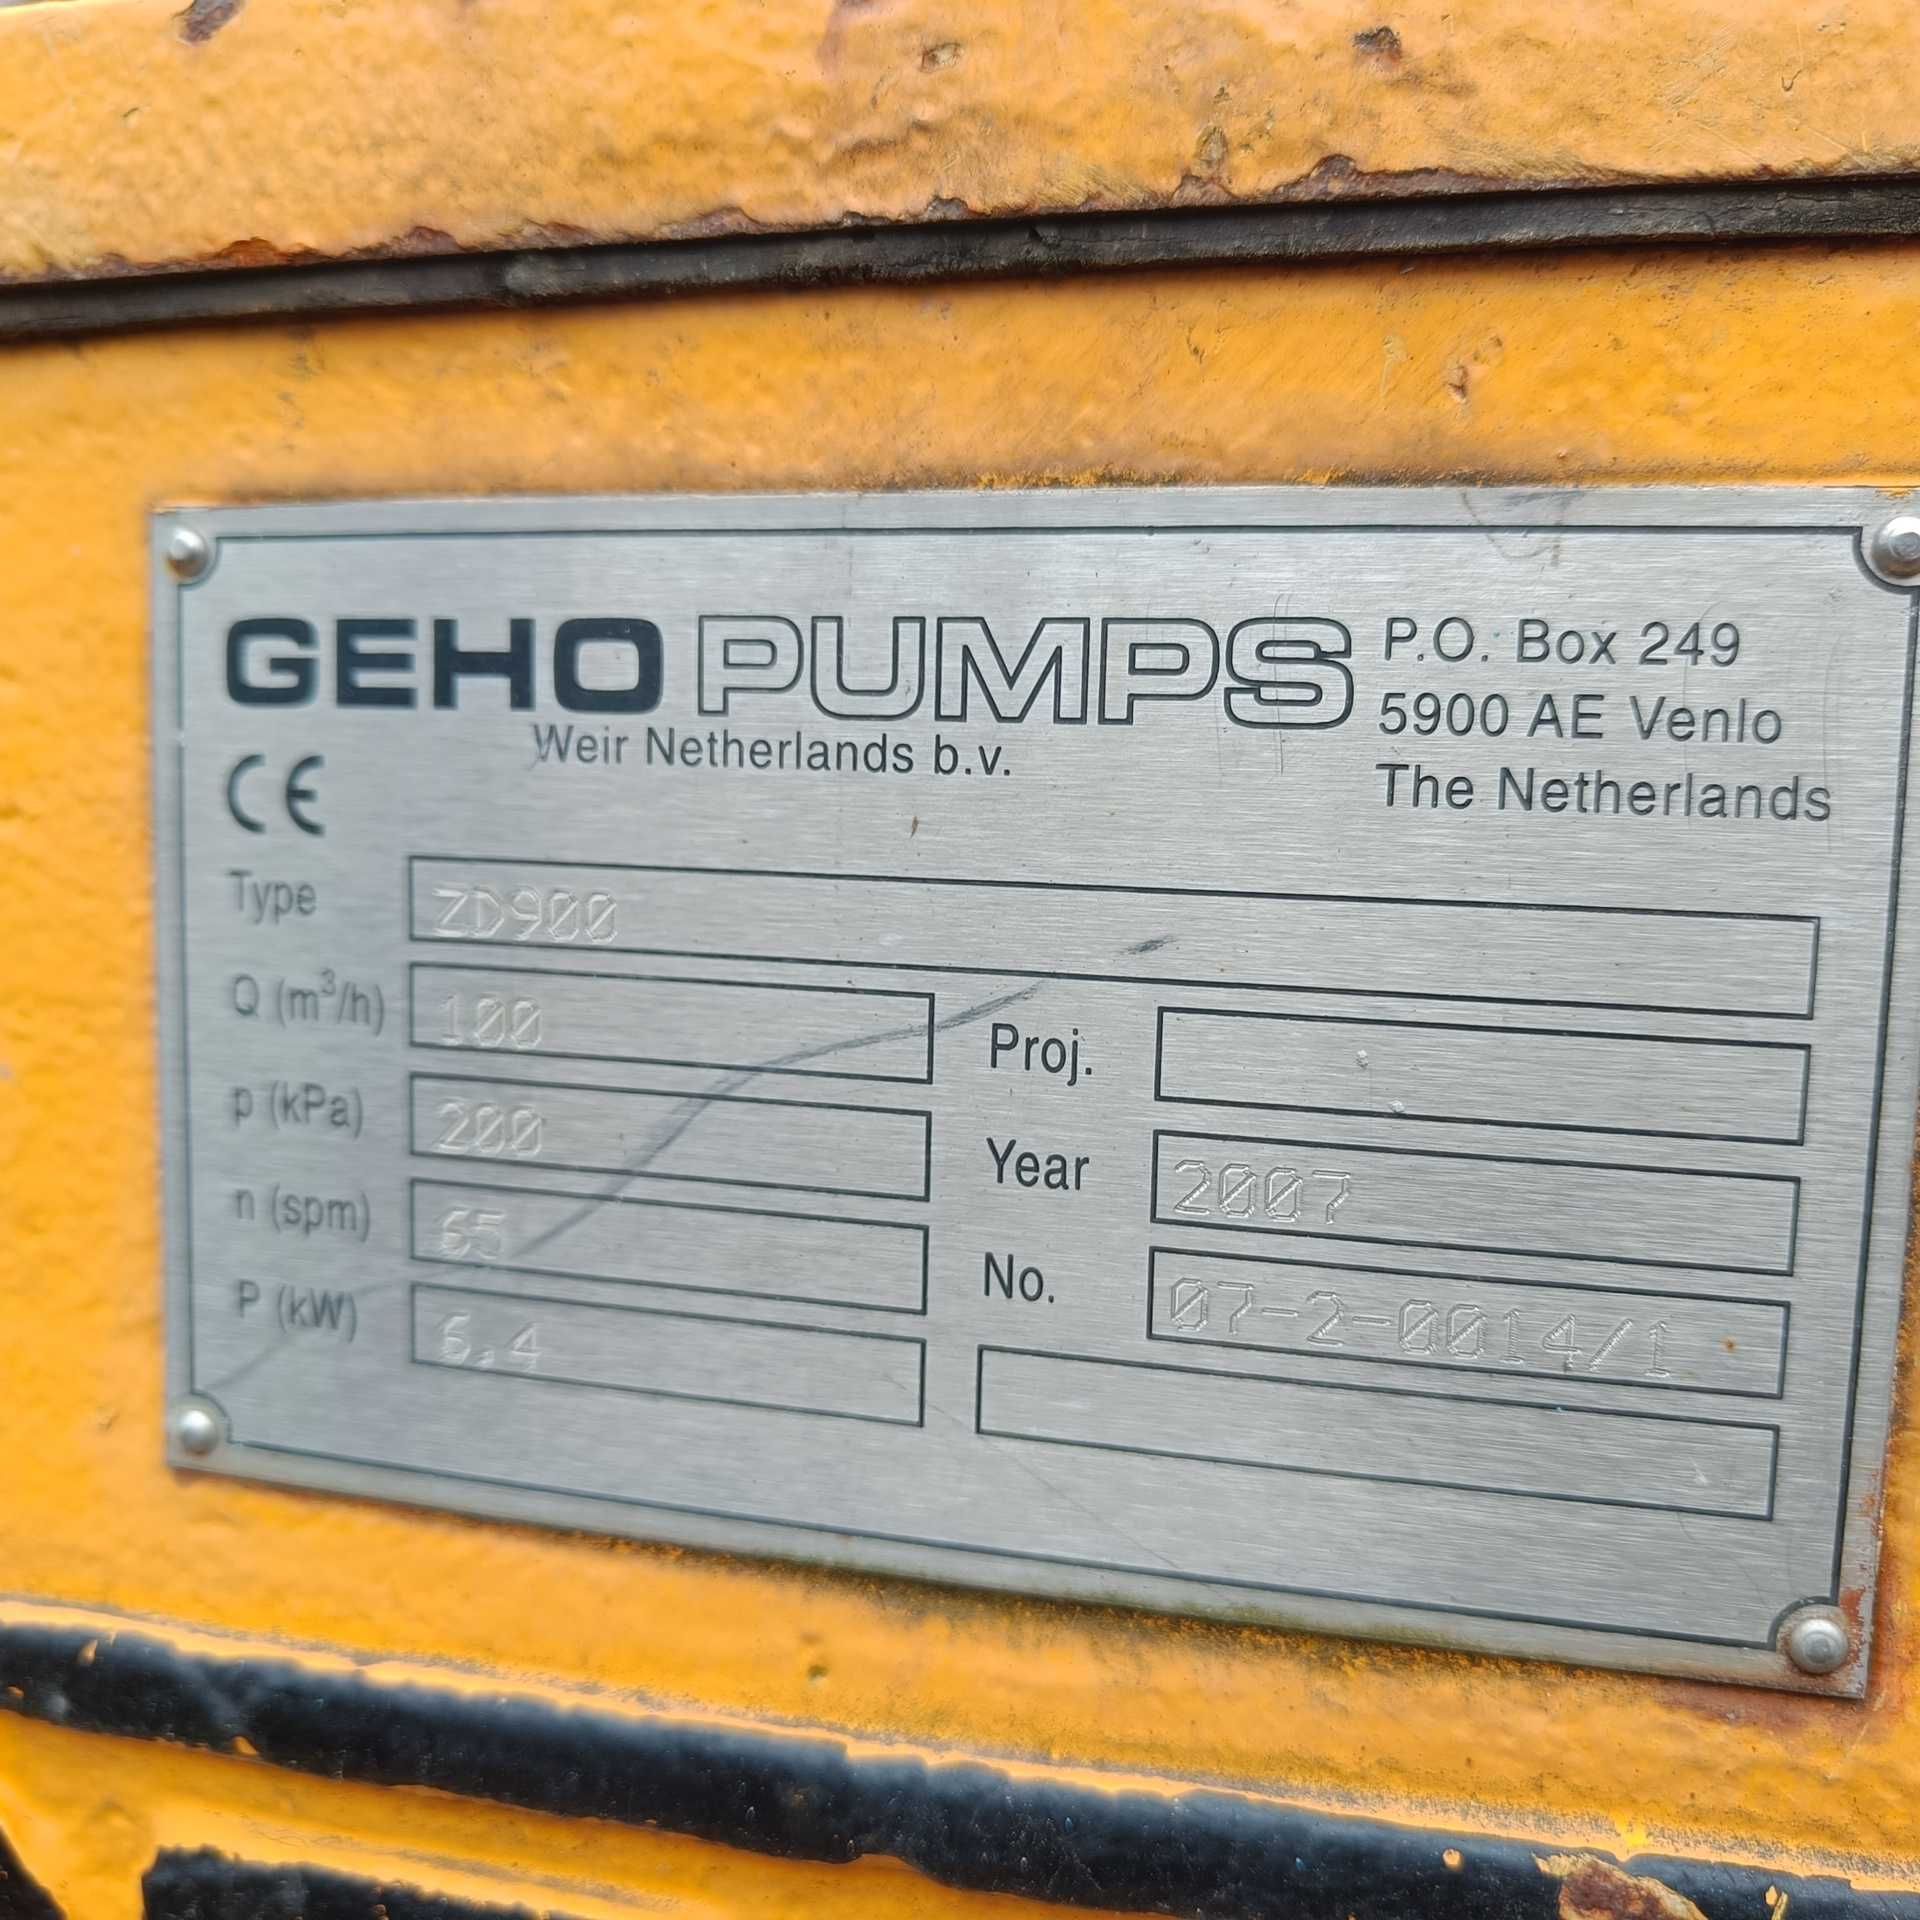 GEHO PUMPS
Weir Netherlands b.v.
P.O. Box 249
5900 AE Venlo
The Netherlands
CE
Type ZD900
Q (m³/h) 100
p (kPa) 200
n (spm) 65
P (kW) 6,4
Proj.
Year 2007
No. 07-2-0014/1